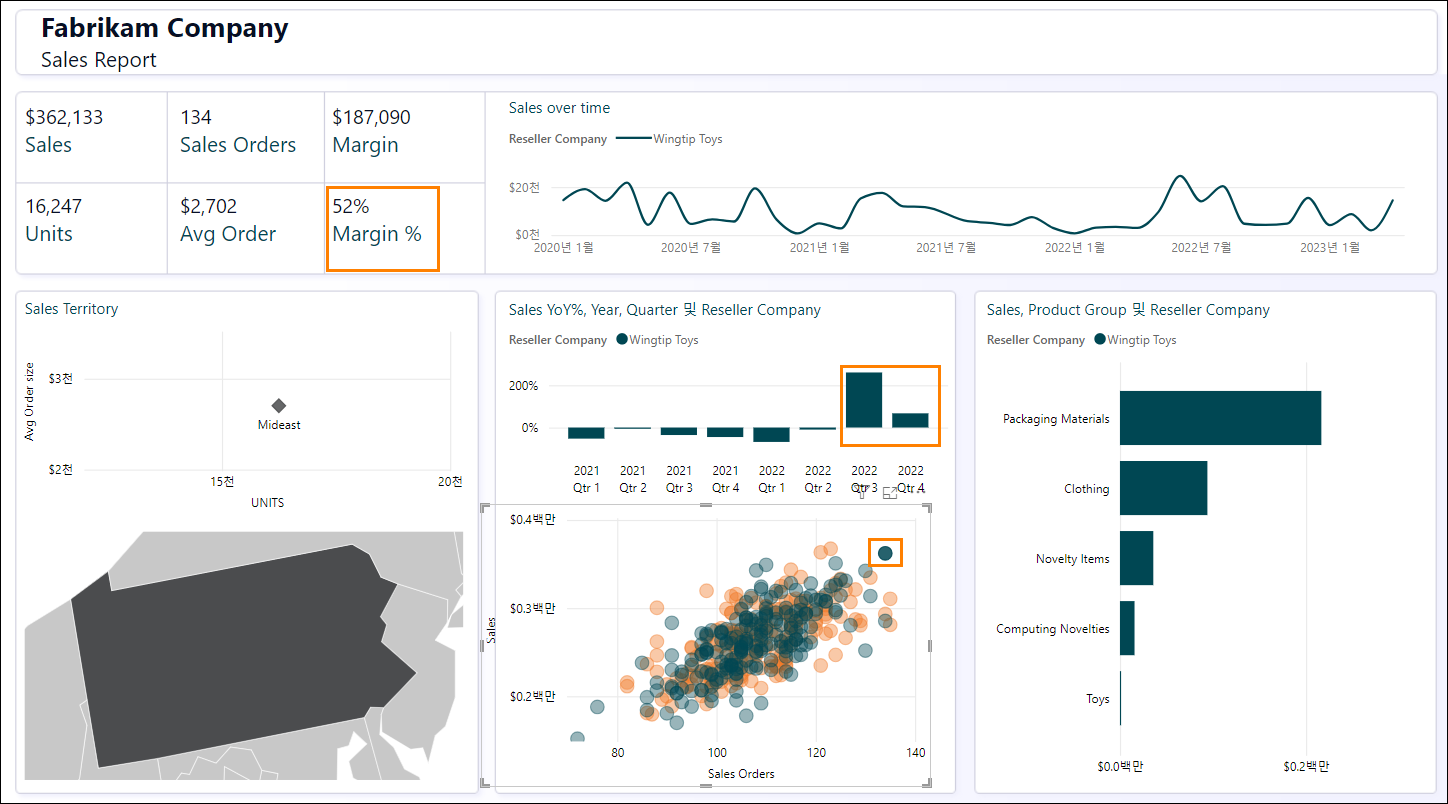 Fabrikam Company
Sales Report
$362,133
Sales
134
Sales Orders
$187,090
Margin
16,247
Units
$2,702
Avg Order
52%
Margin %
Sales over time
Reseller Company Wingtip Toys
$20천
$0천
2020년 1월 2020년 7월 2021년 1월 2021년 7월 2022년 1월 2022년 7월 2023년 1월
Sales Territory
Avg Order size
$3천
Mideast
$2천
15천 20천
UNITS
Sales YoY%, Year, Quarter 및 Reseller Company
Reseller Company Wingtip Toys
200%
0%
2021 2021 2021 2021 2022 2022 2022 2022
Qtr 1 Qtr 2 Qtr 3 Qtr 4 Qtr 1 Qtr 2 Qtr 3 Qtr 4
Sales
$0.4백만
$0.3백만
$0.2백만
80 100 120 140
Sales Orders
Sales, Product Group 및 Reseller Company
Reseller Company Wingtip Toys
Packaging Materials
Clothing
Novelty Items
Computing Novelties
Toys
$0.0백만 $0.2백만